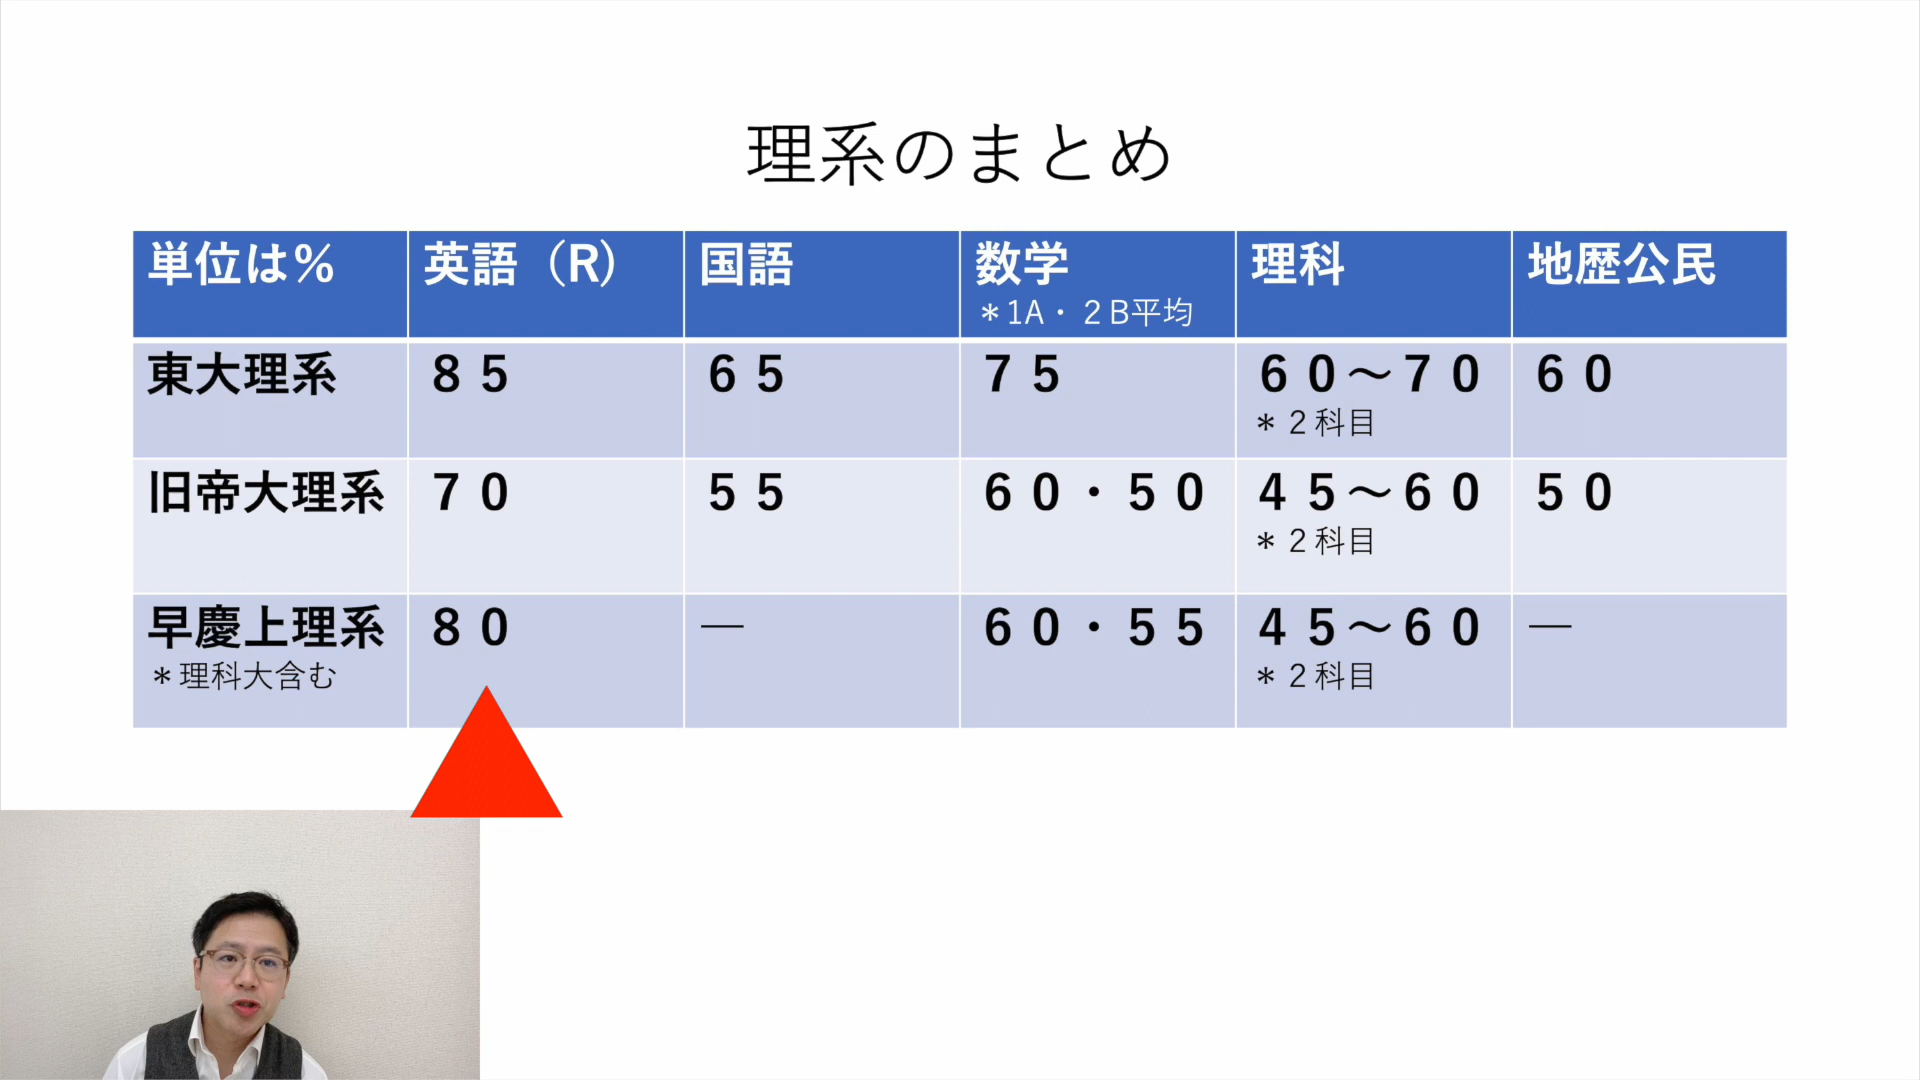 理系のまとめ
単位は% 英語（R） 国語 数学 理科 地歴公民
＊1A・２B平均
東大理系 ８５ ６５ ７５ ６０～７０ ６０
＊２科目
旧帝大理系 ７０ ５５ ６０・５０ ４５～６０ ５０
＊２科目
早慶上理系 ８０ ― ６０・５５ ４５～６０ ―
＊理科大含む ＊２科目